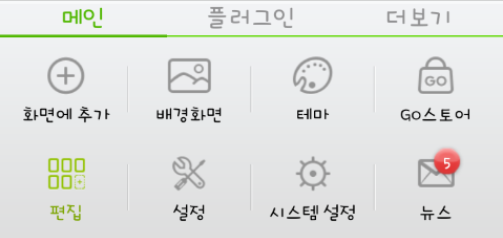 메인 플러그인 더보기
GO
화면에 추가 배경화면 테마 GO스토어
5
편집 설정 시스템 설정 뉴스